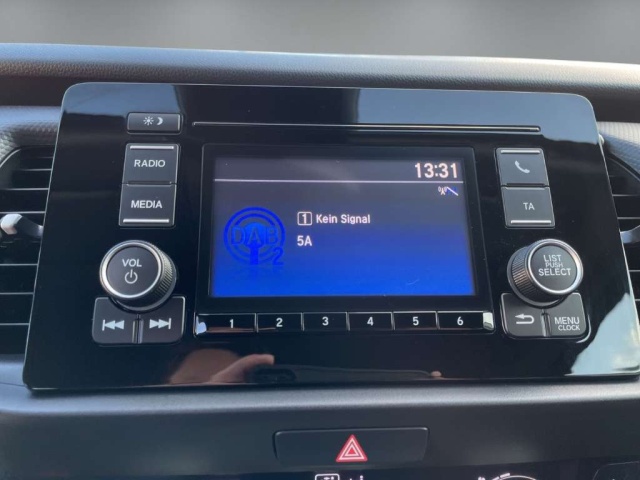 RADIO
MEDIA
VOL
13:31
1 Kein Signal
5A
DAB
2
TA
LIST
PUSH
SELECT
MENU
CLOCK
1 2 3 4 5 6